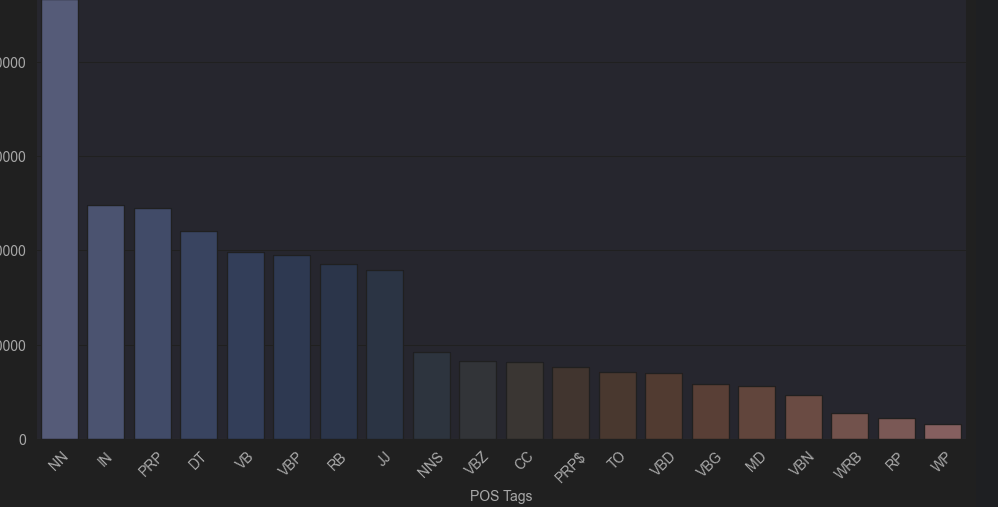 0
NN IN PRP DT VB VBP RB JJ NNS VBZ CC PRP$ TO VBD VBG MD VBN WRB RP WP
POS Tags